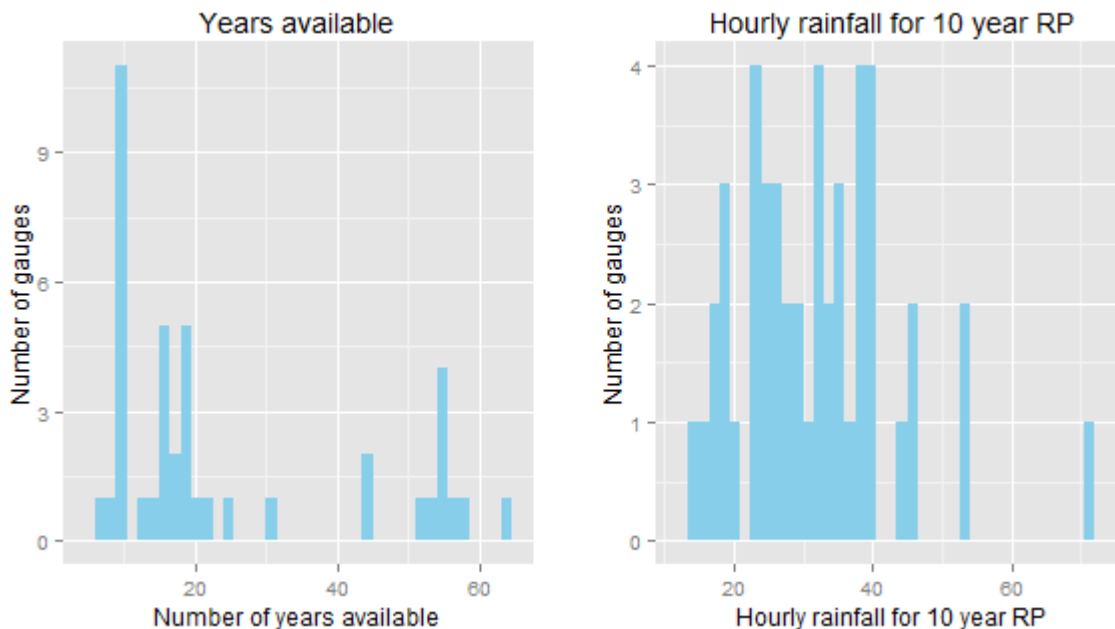 Years available
Number of gauges
9
6
3
0
20
40
60
Number of years available
Hourly rainfall for 10 year RP
Number of gauges
4
3
2
1
0
20
40
60
Hourly rainfall for 10 year RP